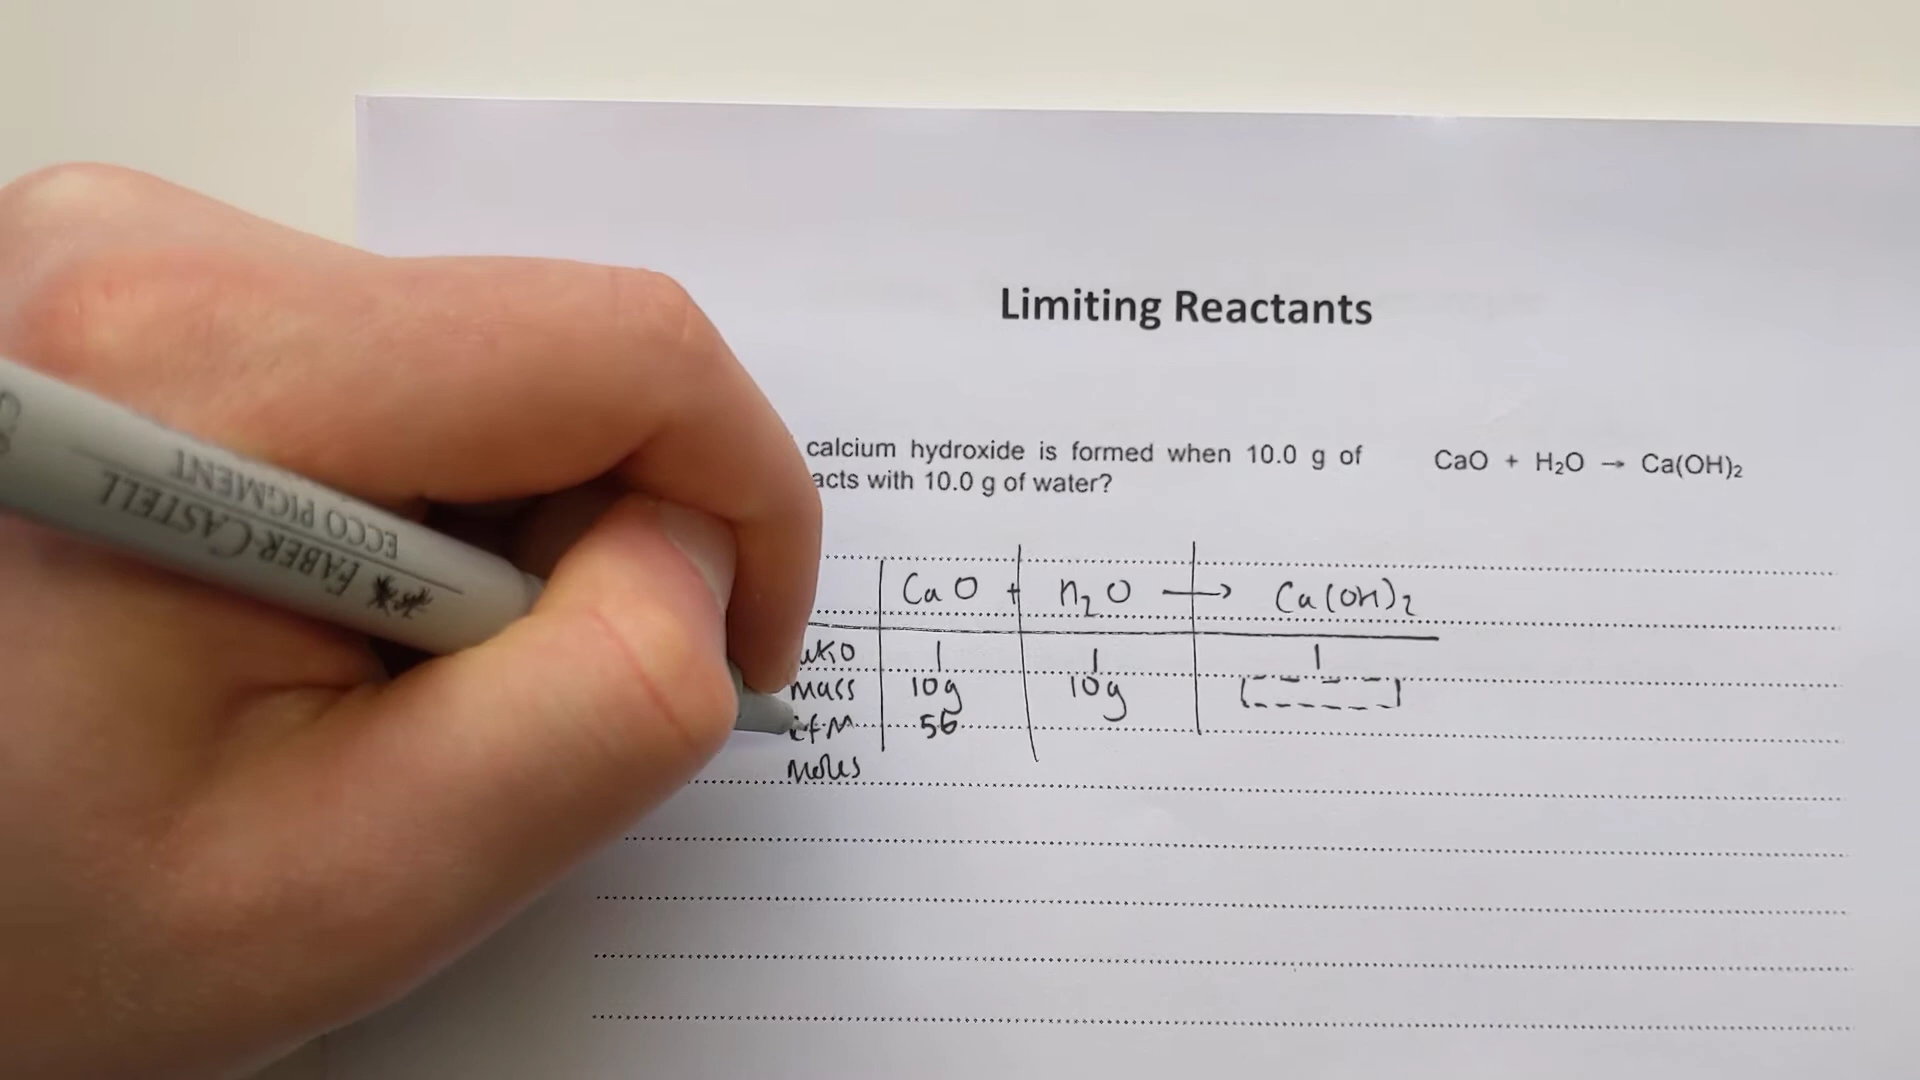 Limiting Reactants
calcium hydroxide is formed when 10.0 g of CaO + H₂O → Ca(OH)₂
acts with 10.0 g of water?
CaO + H₂O → Ca(OH)₂
1 1 1
mass 10g 10g
56
Moles
FABER-CASTELL
ECCO PIGMENT